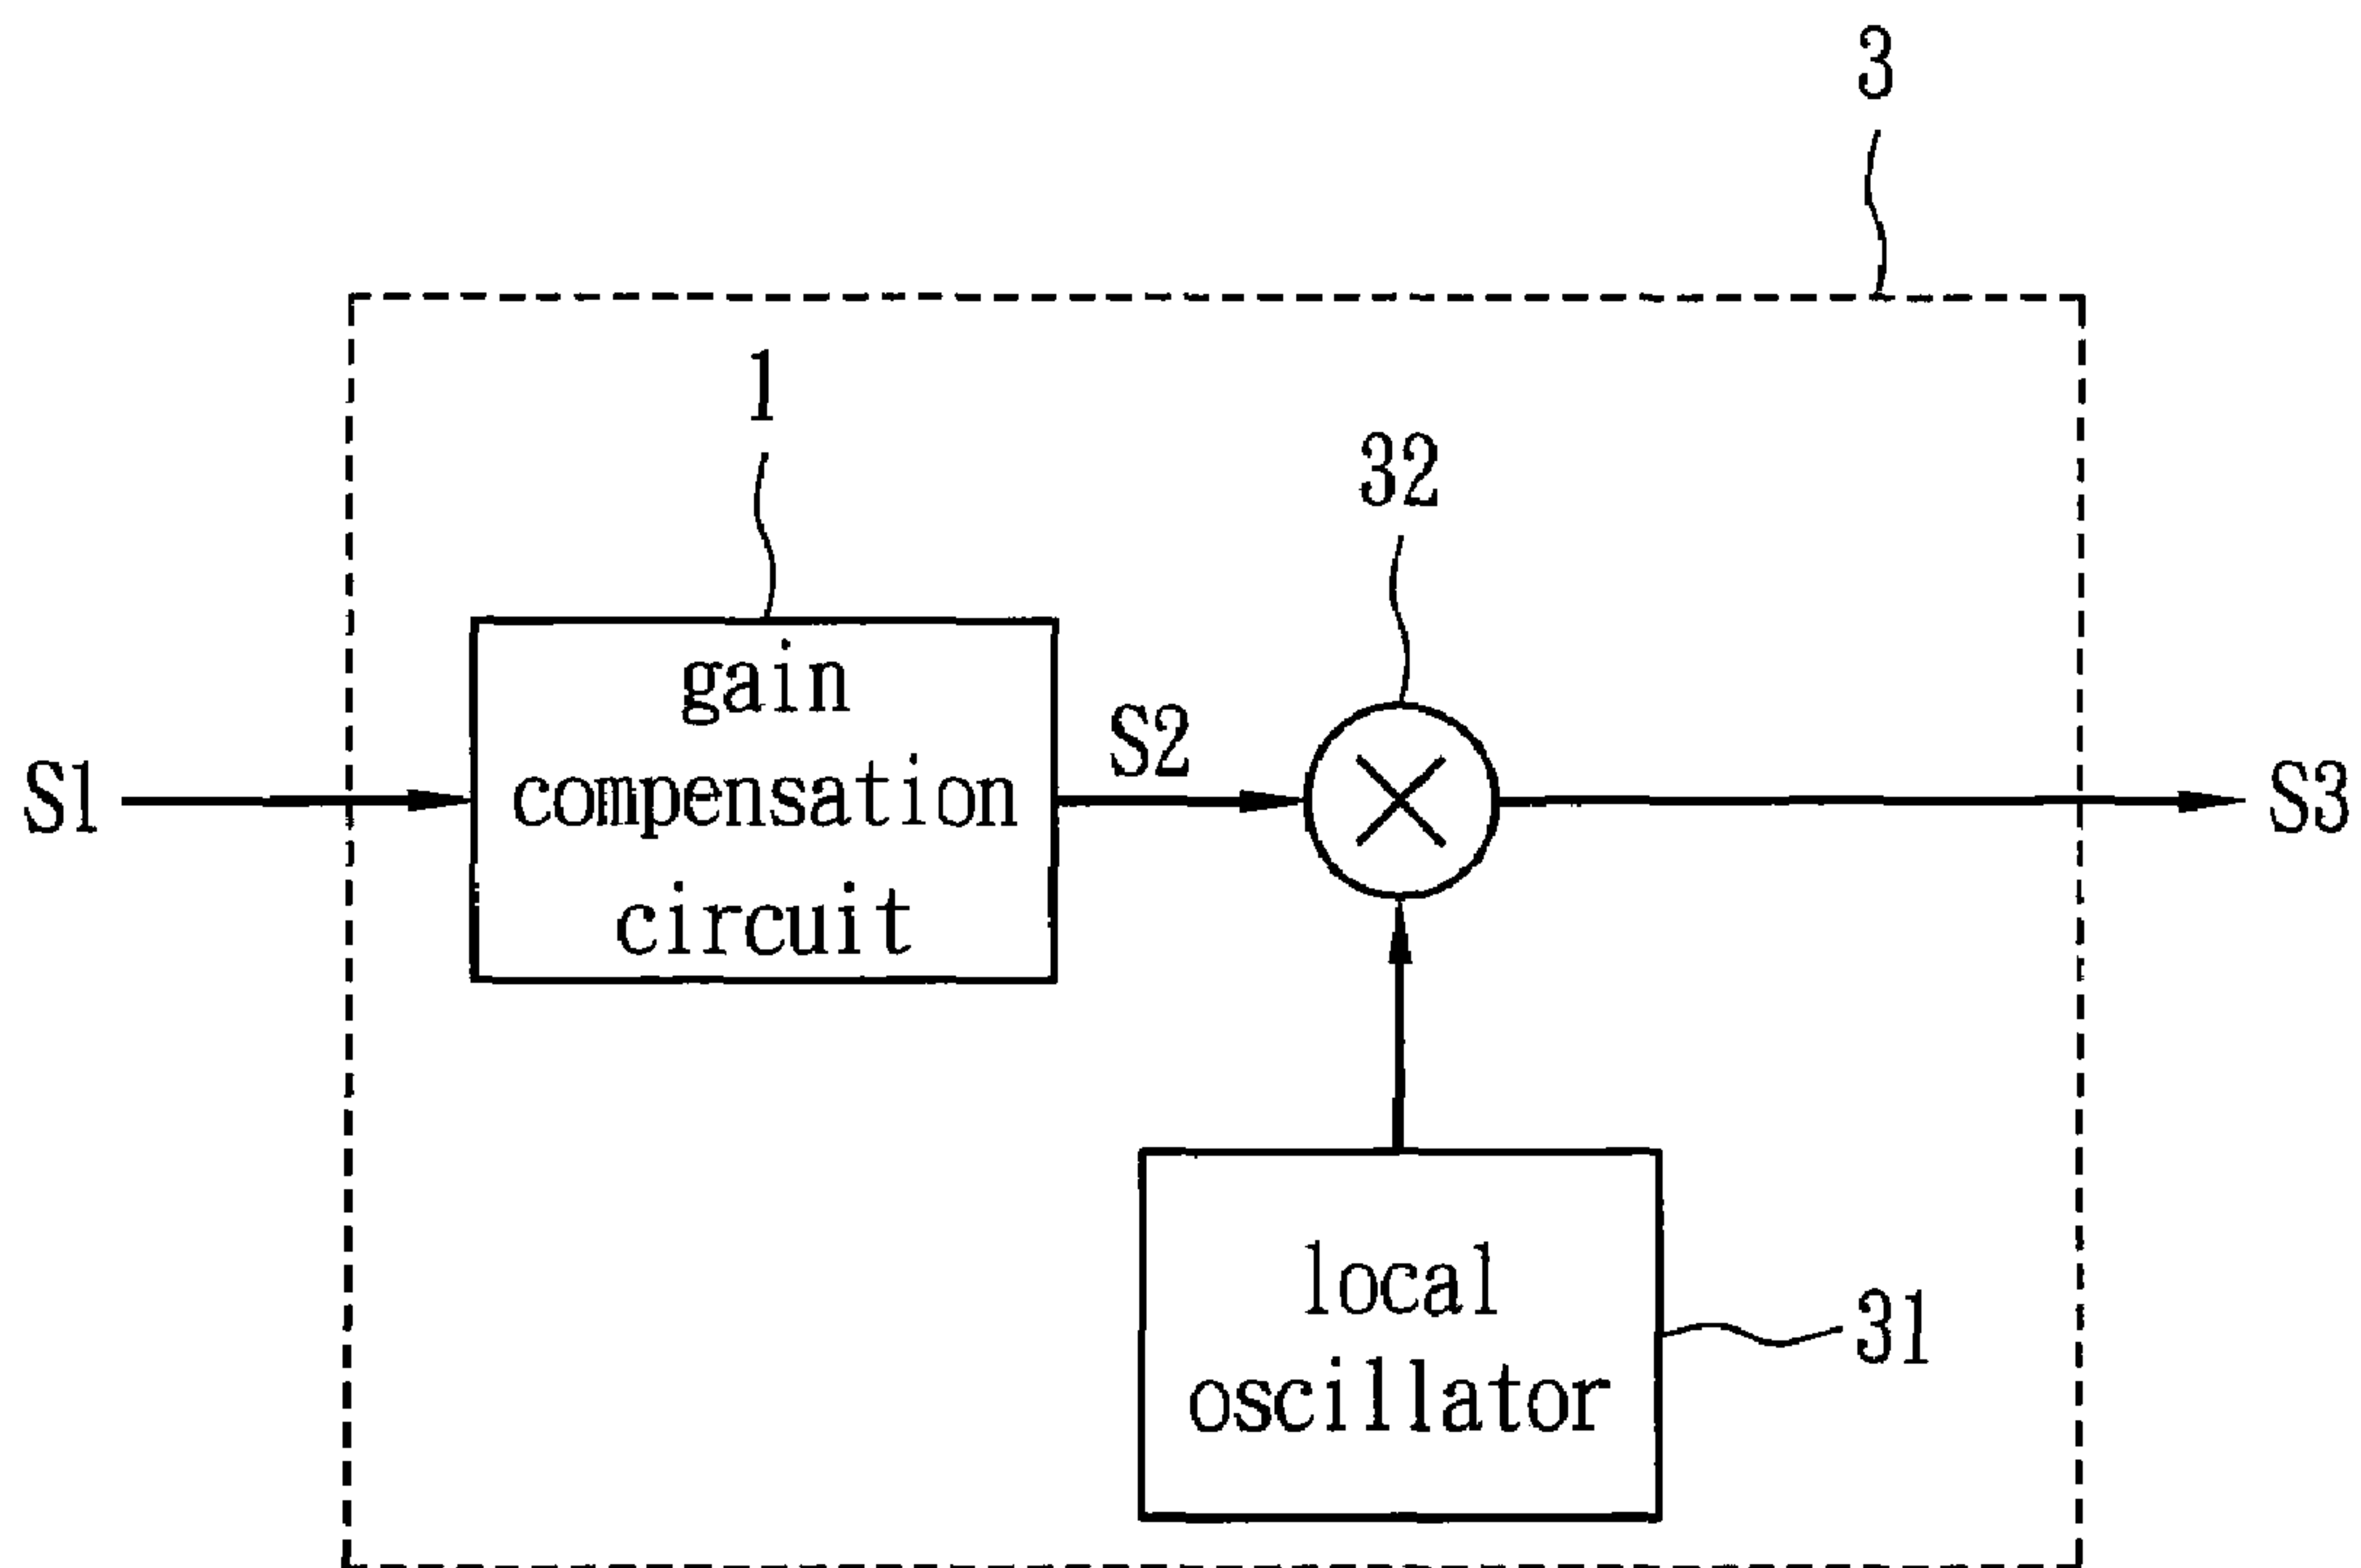 3
1
32
gain
compensation
circuit
S1
S2
S3
local
oscillator
31